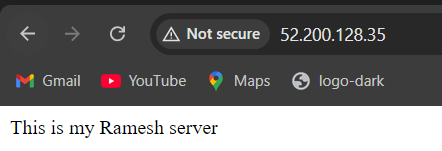 Not secure 52.200.128.35
Gmail YouTube Maps logo-dark
This is my Ramesh server